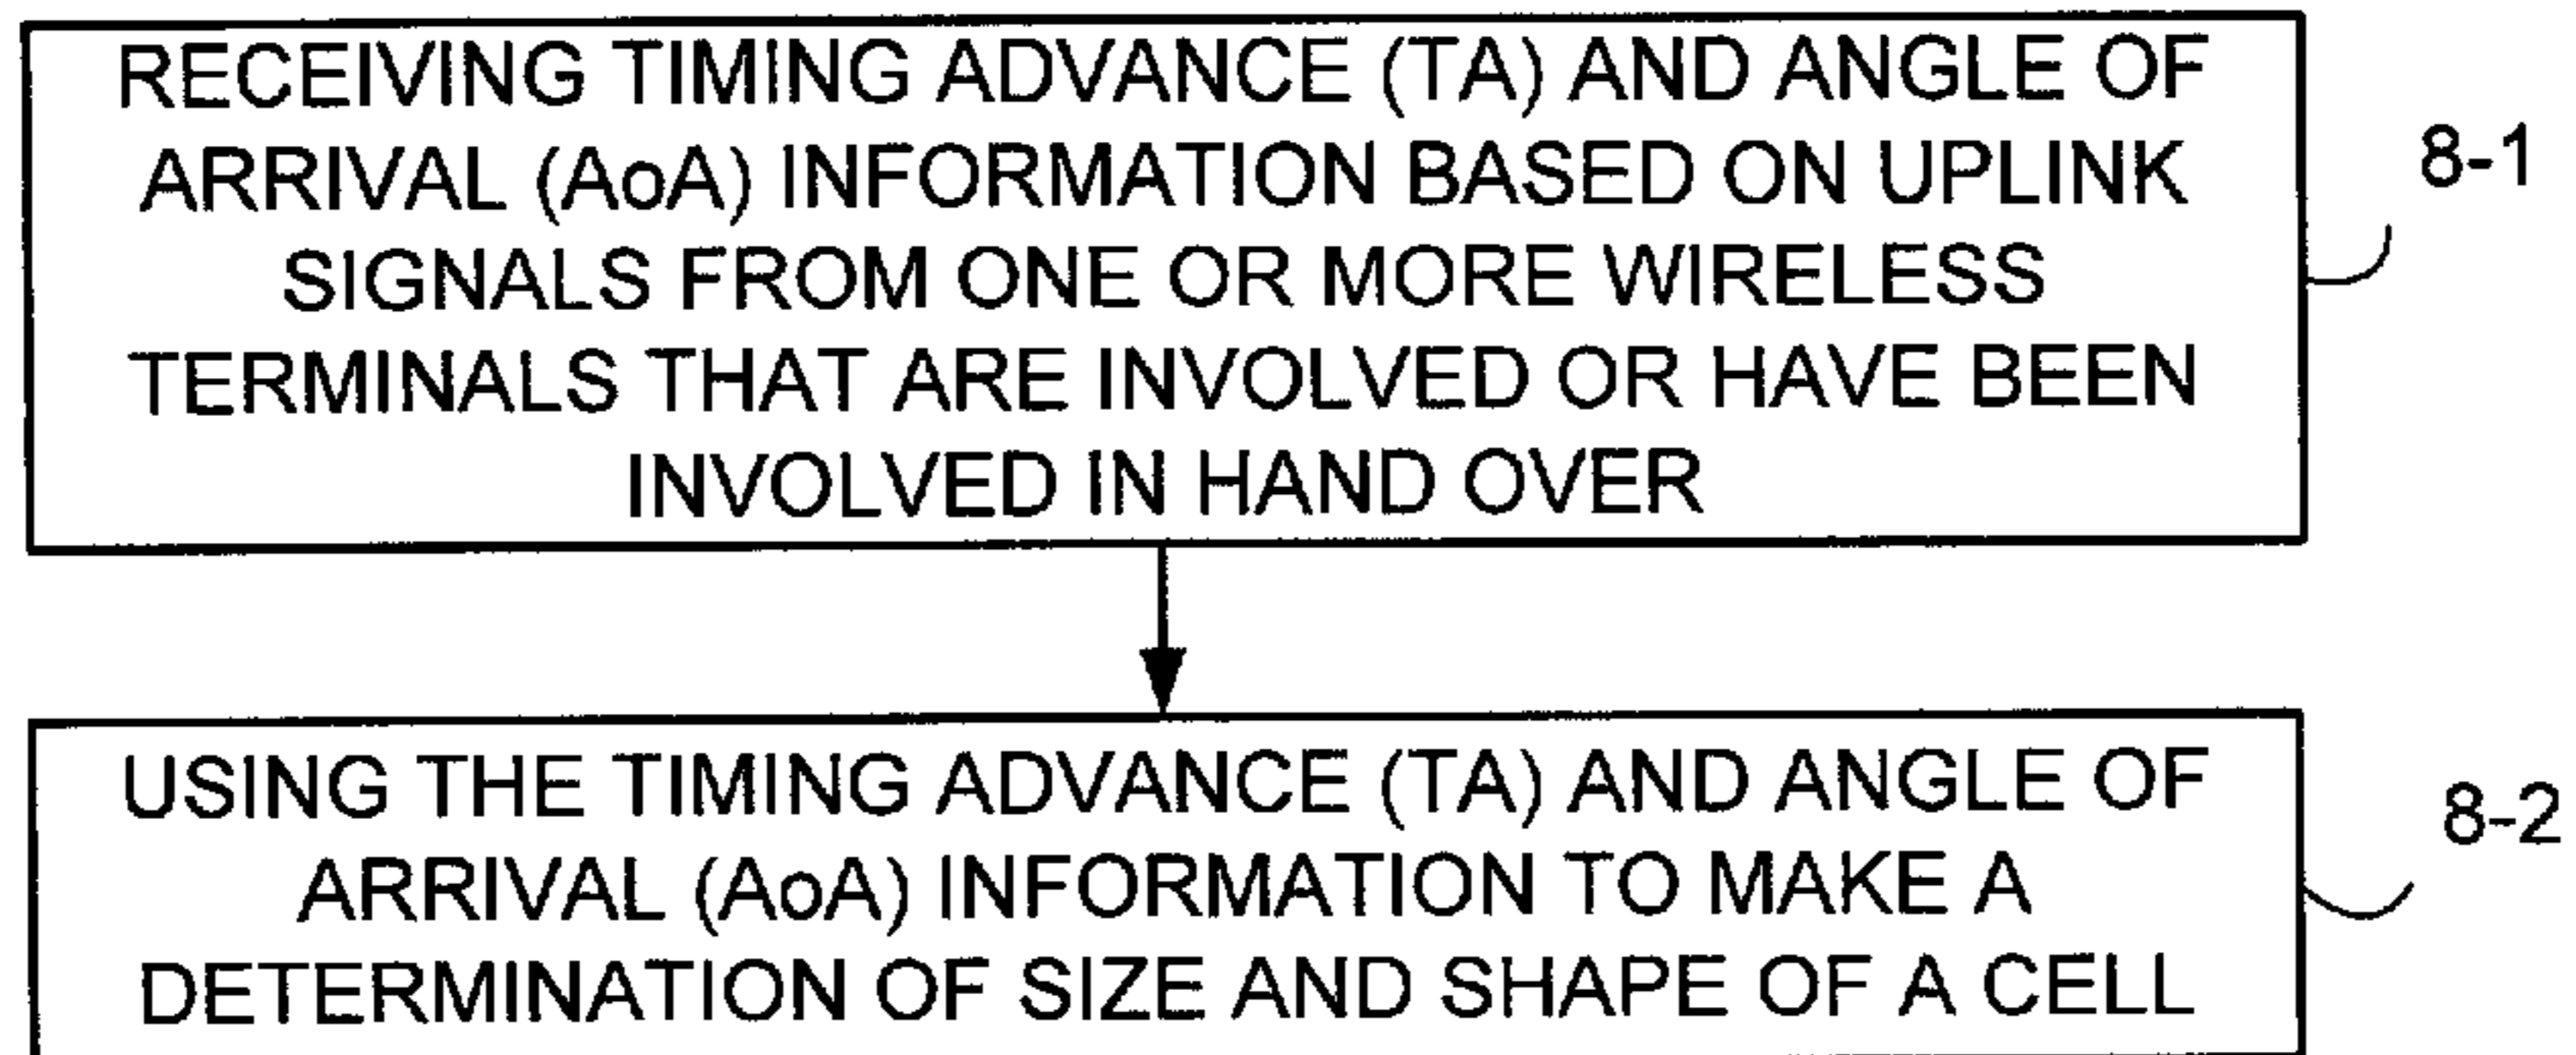 RECEIVING TIMING ADVANCE (TA) AND ANGLE OF
ARRIVAL (AoA) INFORMATION BASED ON UPLINK
SIGNALS FROM ONE OR MORE WIRELESS
TERMINALS THAT ARE INVOLVED OR HAVE BEEN
INVOLVED IN HAND OVER
8-1
USING THE TIMING ADVANCE (TA) AND ANGLE OF
ARRIVAL (AoA) INFORMATION TO MAKE A
DETERMINATION OF SIZE AND SHAPE OF A CELL
8-2